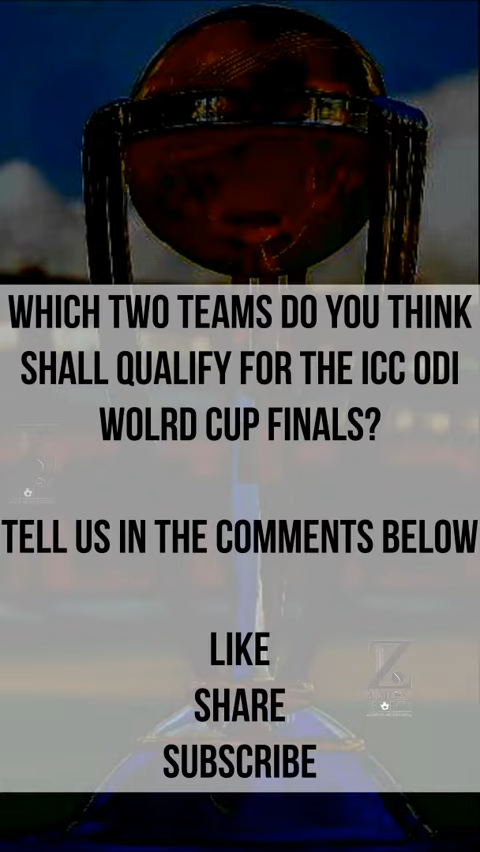 WHICH TWO TEAMS DO YOU THINK
SHALL QUALIFY FOR THE ICC ODI
WOLRD CUP FINALS?
TELL US IN THE COMMENTS BELOW
LIKE
SHARE
SUBSCRIBE
Z